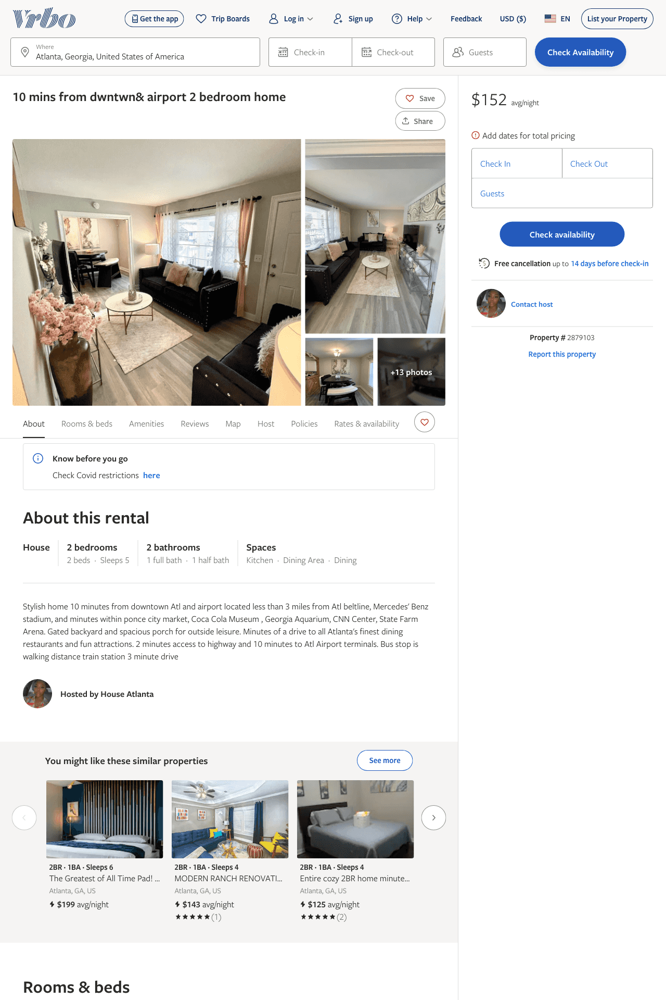 Vrbo
Get the app
Trip Boards
Log in
Sign up
Help
Feedback
USD ($)
EN
List your Property
Where
Atlanta, Georgia, United States of America
Check-in
Check-out
Guests
Check Availability
10 mins from dwntwn& airport 2 bedroom home
Save
Share
+13 photos
$152 avg/night
Add dates for total pricing
Check In
Check Out
Guests
Check availability
Free cancellation up to 14 days before check-in
Contact host
Property # 2879103
Report this property
About
Rooms & beds
Amenities
Reviews
Map
Host
Policies
Rates & availability
Know before you go
Check Covid restrictions here
About this rental
House
2 bedrooms
2 beds · Sleeps 5
2 bathrooms
1 full bath · 1 half bath
Spaces
Kitchen · Dining Area · Dining
Stylish home 10 minutes from downtown Atl and airport located less than 3 miles from Atl beltline, Mercedes' Benz
stadium, and minutes within ponce city market, Coca Cola Museum , Georgia Aquarium, CNN Center, State Farm
Arena. Gated backyard and spacious porch for outside leisure. Minutes of a drive to all Atlanta's finest dining
restaurants and fun attractions. 2 minutes access to highway and 10 minutes to Atl Airport terminals. Bus stop is
walking distance train station 3 minute drive
Hosted by House Atlanta
You might like these similar properties
See more
2BR · 1BA · Sleeps 6
The Greatest of All Time Pad! ...
Atlanta, GA, US
$199 avg/night
2BR · 1BA · Sleeps 4
MODERN RANCH RENOVATI...
Atlanta, GA, US
$143 avg/night
★★★★★(1)
2BR · 1BA · Sleeps 4
Entire cozy 2BR home minute...
Atlanta, GA, US
$125 avg/night
★★★★★(2)
Rooms & beds